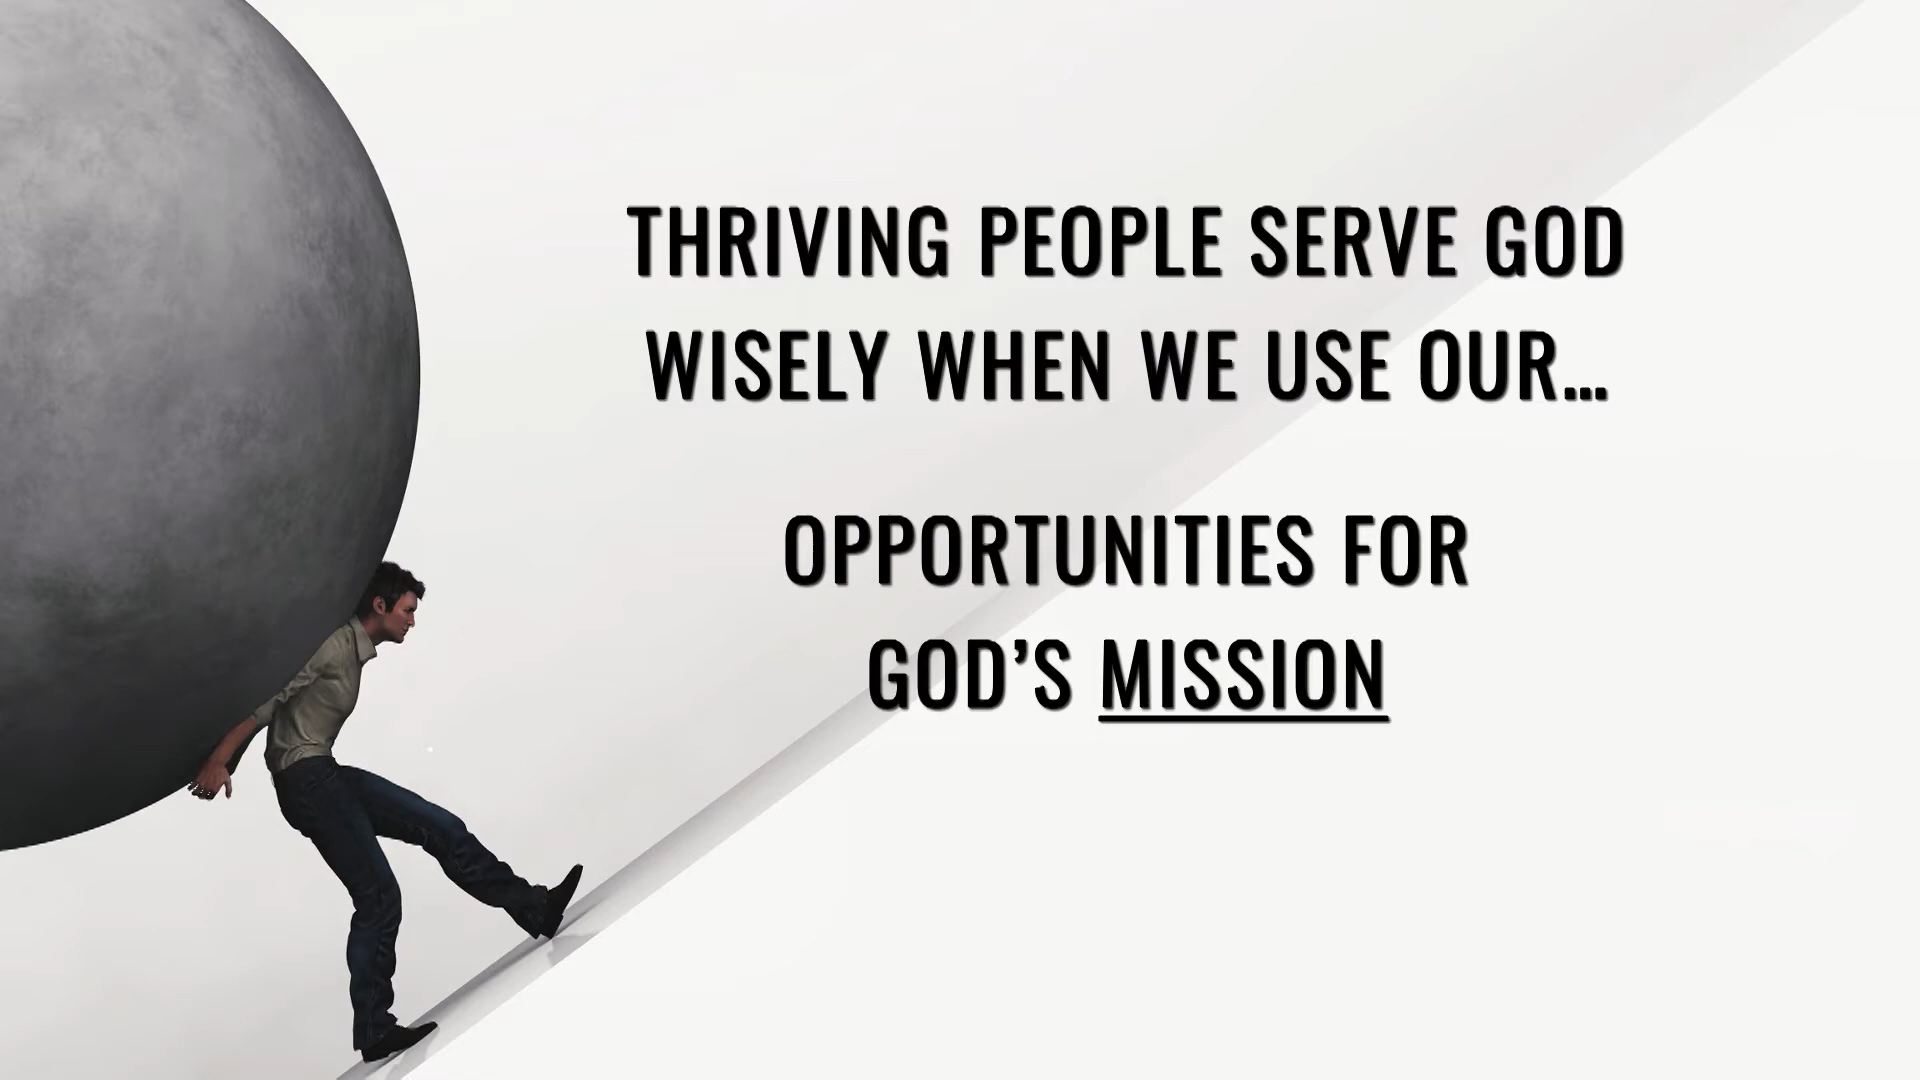 THRIVING PEOPLE SERVE GOD
WISELY WHEN WE USE OUR…
OPPORTUNITIES FOR
GOD’S MISSION